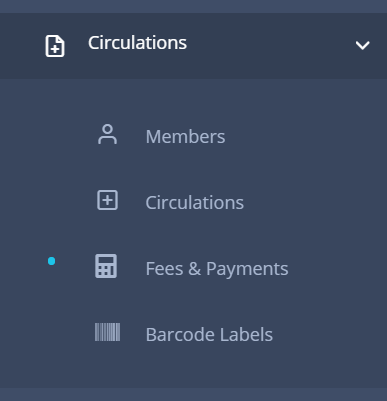 Circulations
Members
Circulations
Fees & Payments
Barcode Labels